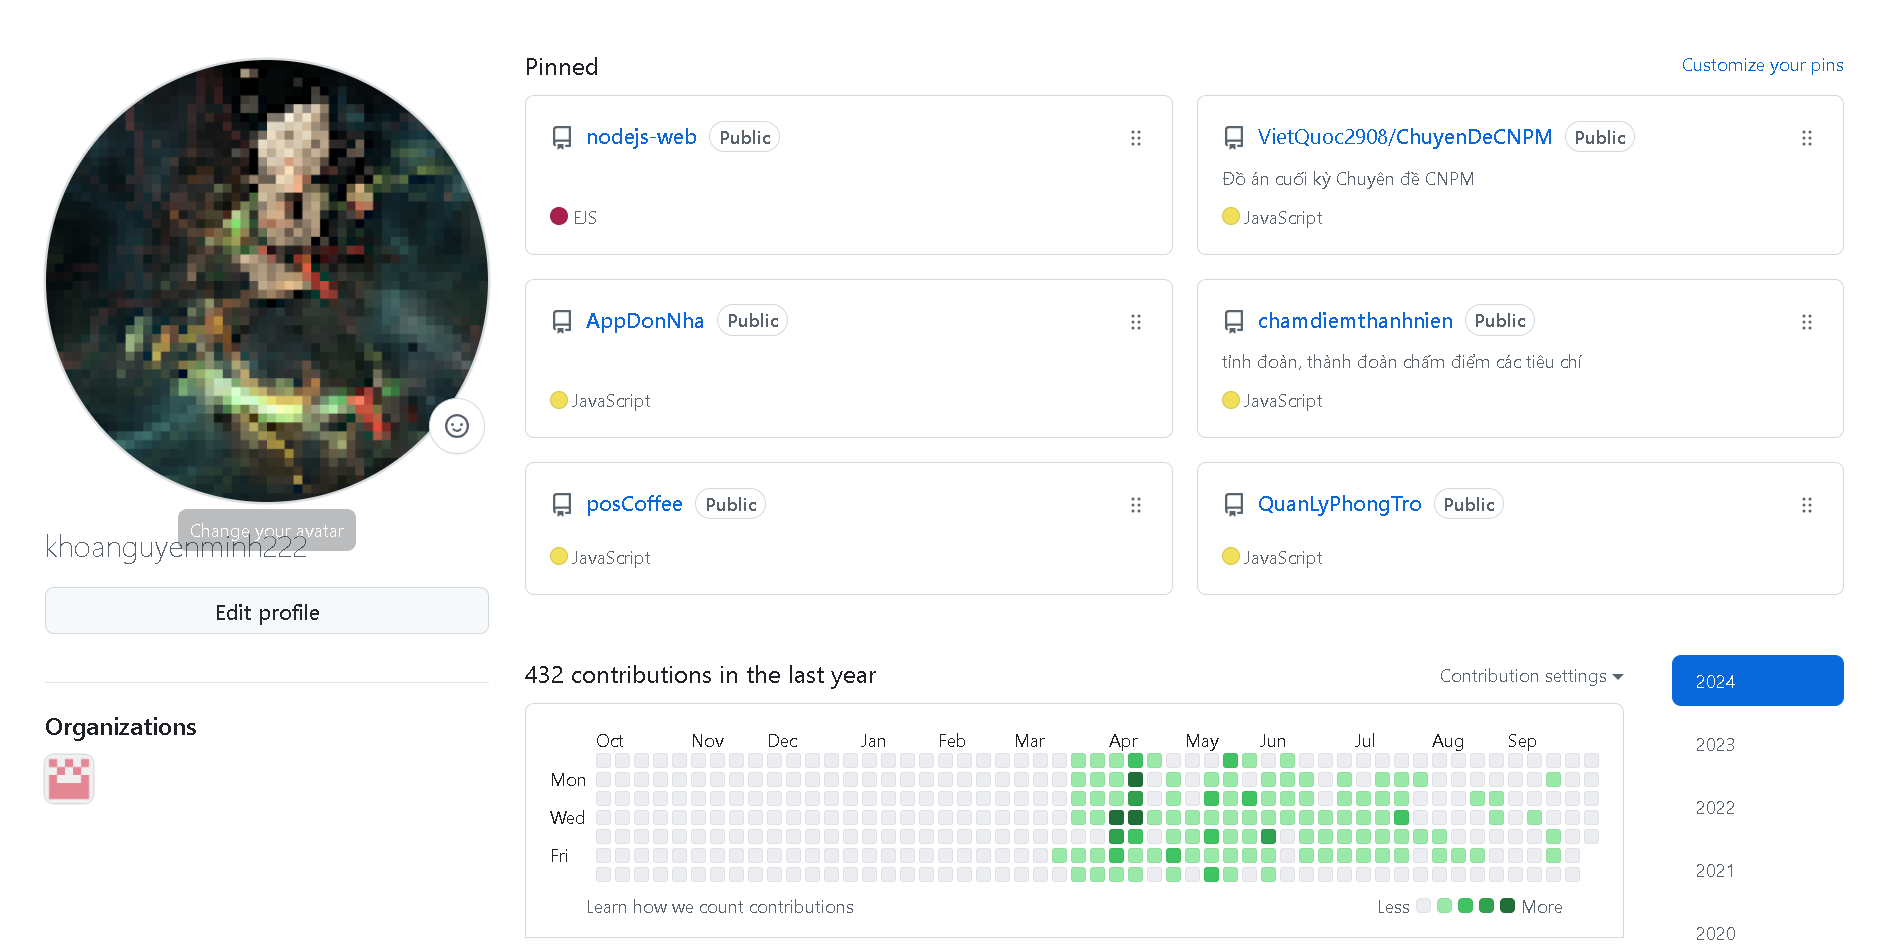 Change your avatar
khoanguyenminh222
Edit profile
Organizations
Pinned
Customize your pins
nodejs-web Public
EJS
VietQuoc2908/ChuyenDeCNPM Public
Đồ án cuối kỳ Chuyên đề CNPM
JavaScript
AppDonNha Public
JavaScript
chamdiemthanhnien Public
tỉnh đoàn, thành đoàn chấm điểm các tiêu chí
JavaScript
posCoffee Public
JavaScript
QuanLyPhongTro Public
JavaScript
432 contributions in the last year
Contribution settings
Oct Nov Dec Jan Feb Mar Apr May Jun Jul Aug Sep
Mon
Wed
Fri
Learn how we count contributions
Less More
2024
2023
2022
2021
2020